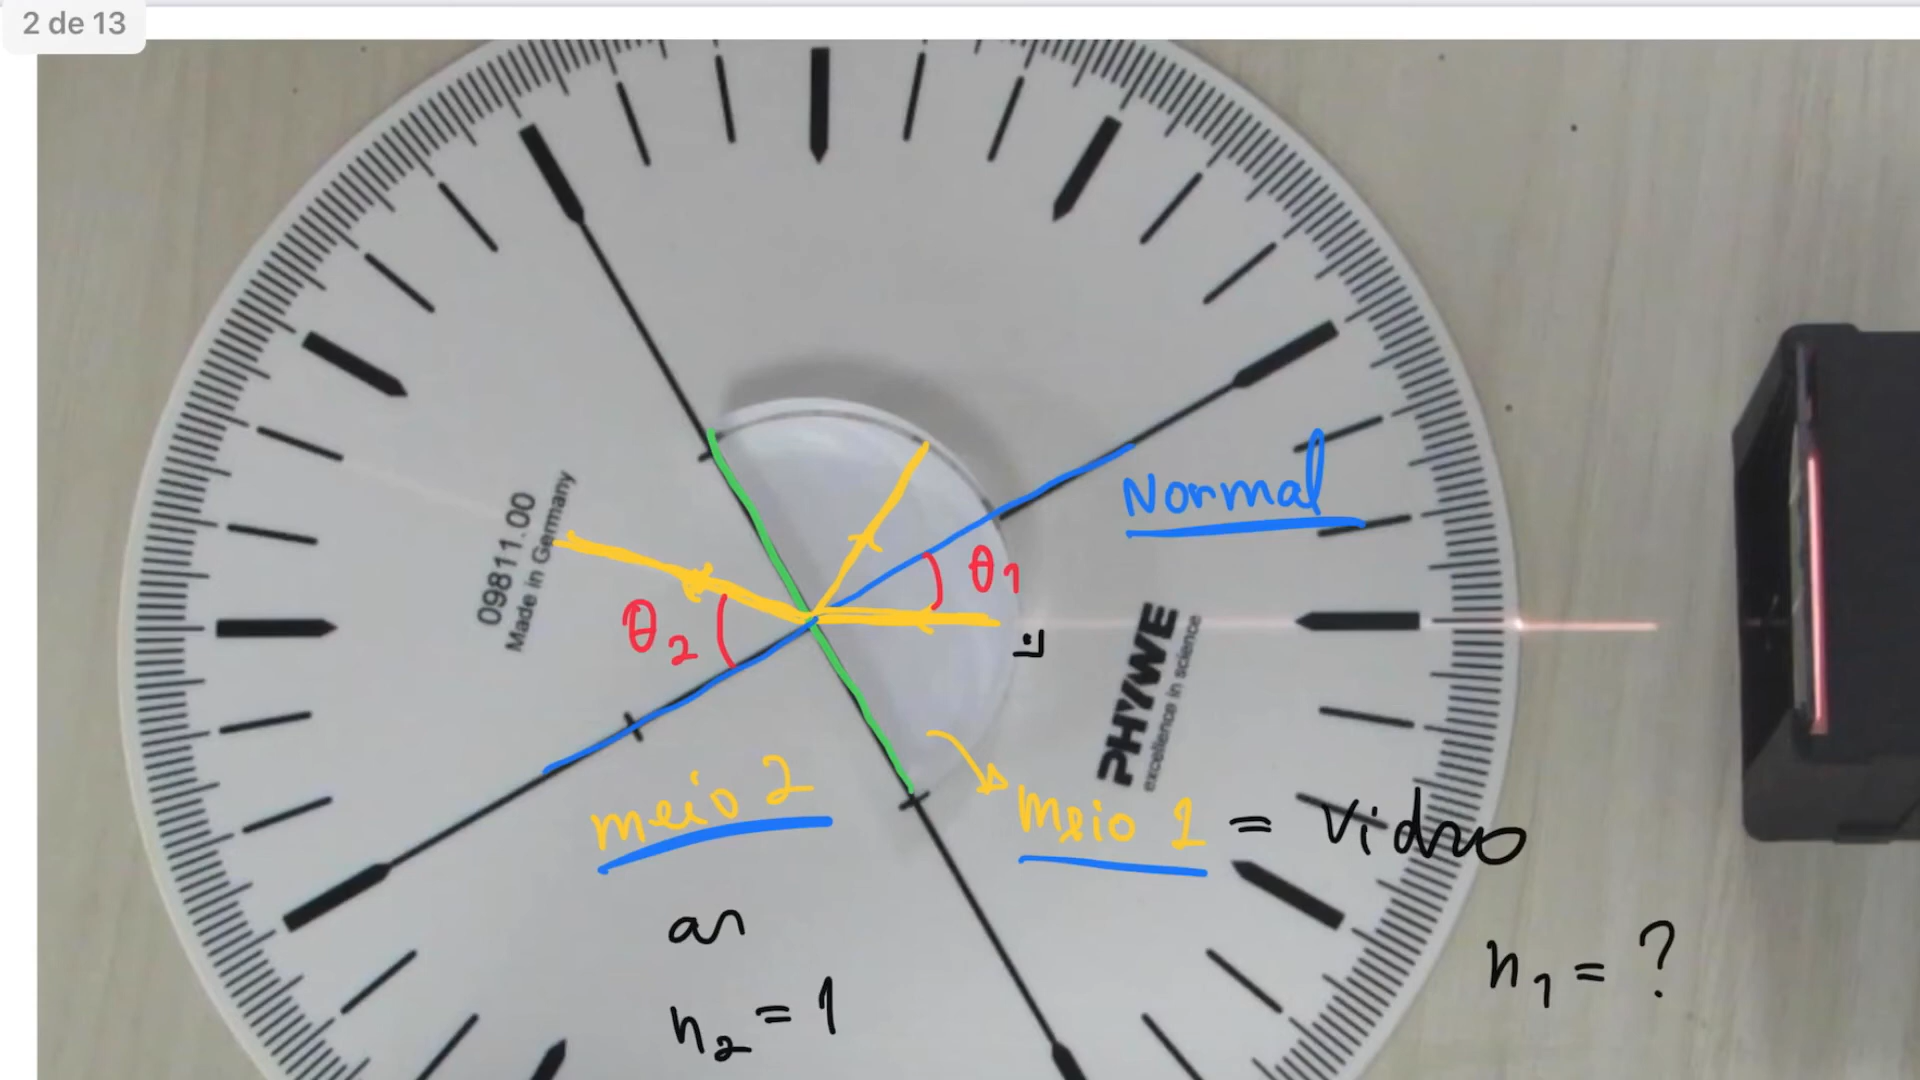 2 de 13
09811.00
Made in Germany
Normal
θ1
θ2
PHYWE
excellence in science
meio 2
Meio 1 = vidro
ar
n2 = 1
n1 = ?